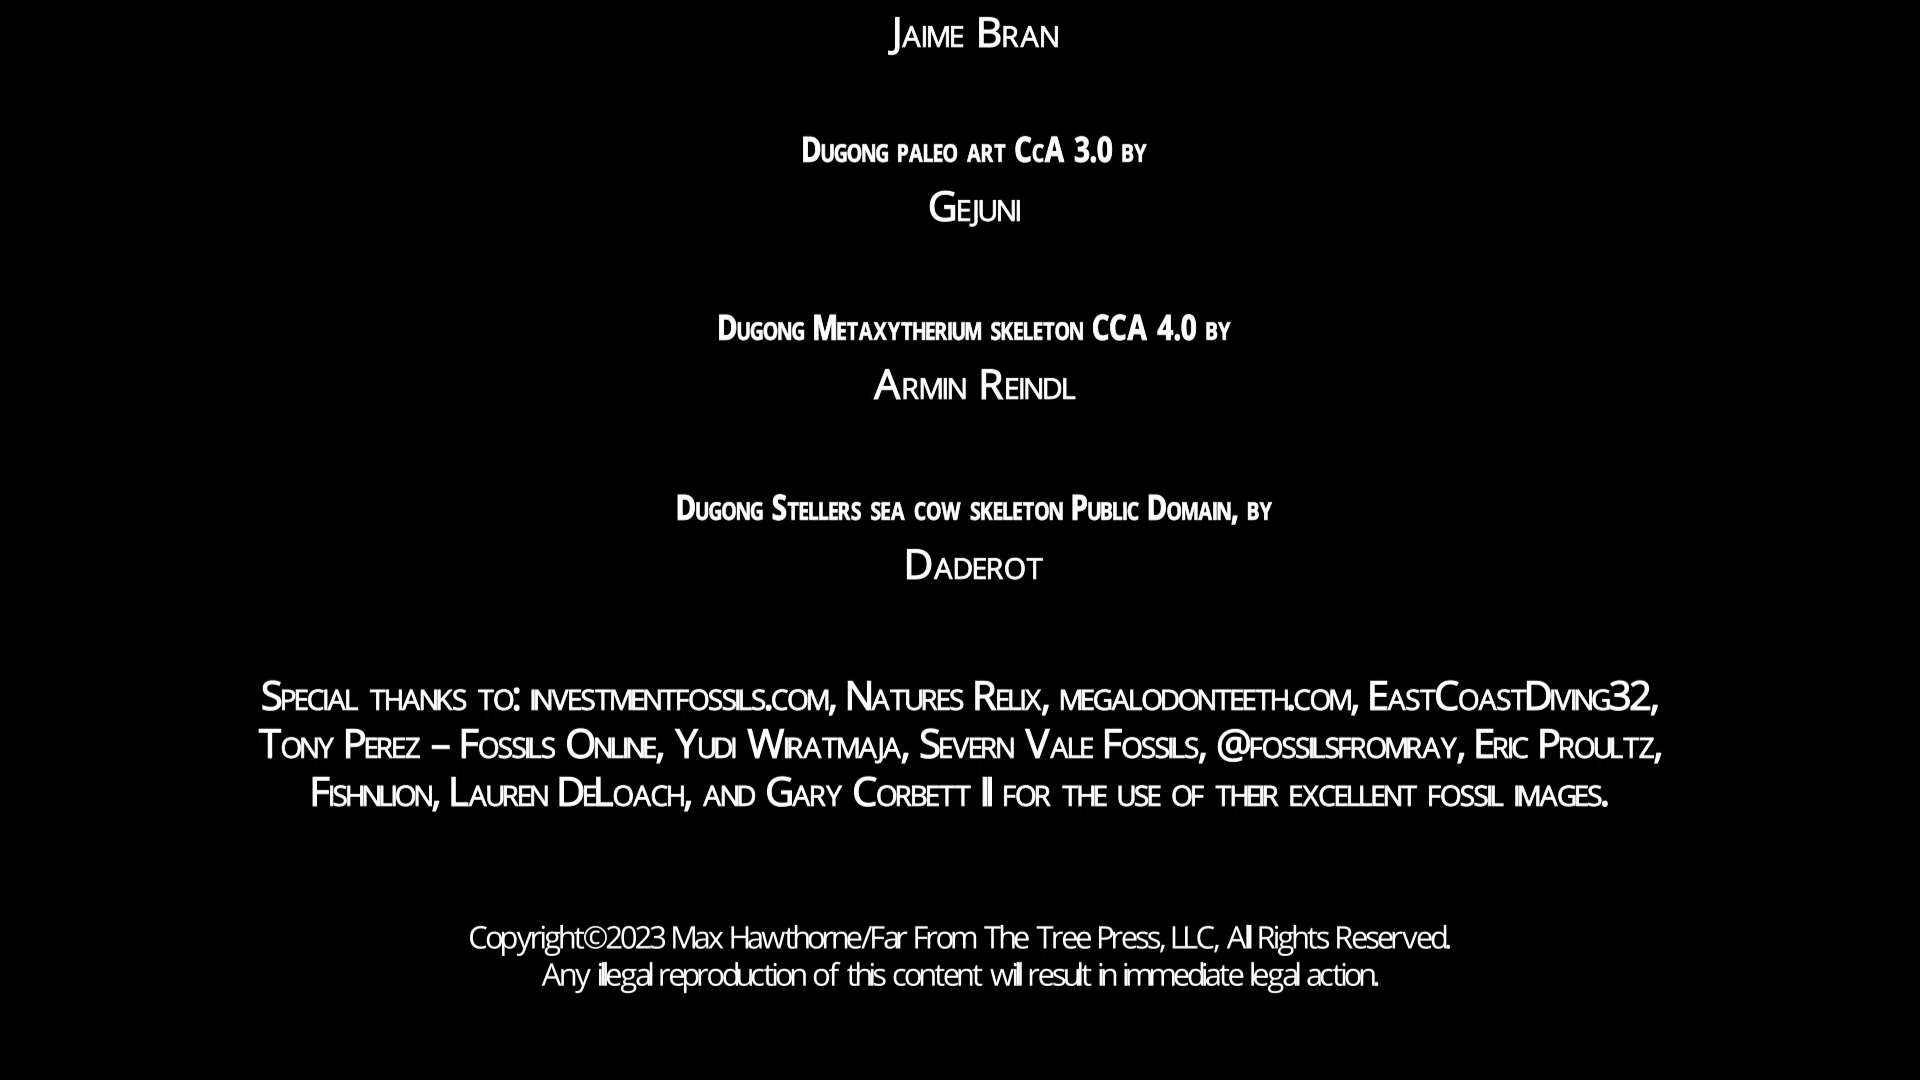 Jaime Bran
Dugong paleo art CcA 3.0 by
Gejuni
Dugong Metaxytherium skeleton CCA 4.0 by
Armin Reindl
Dugong Stellers sea cow skeleton Public Domain, by
Daderot
Special thanks to: investmentfossils.com, Natures Relix, megalodonteeth.com, EastCoastDiving32,
Tony Perez – Fossils Online, Yudi Wiratmaja, Severn Vale Fossils, @fossilsfromray, Eric Proultz,
Fishnlion, Lauren DeLoach, and Gary Corbett II for the use of their excellent fossil images.
Copyright©2023 Max Hawthorne/Far From The Tree Press, LLC, All Rights Reserved.
Any illegal reproduction of this content will result in immediate legal action.